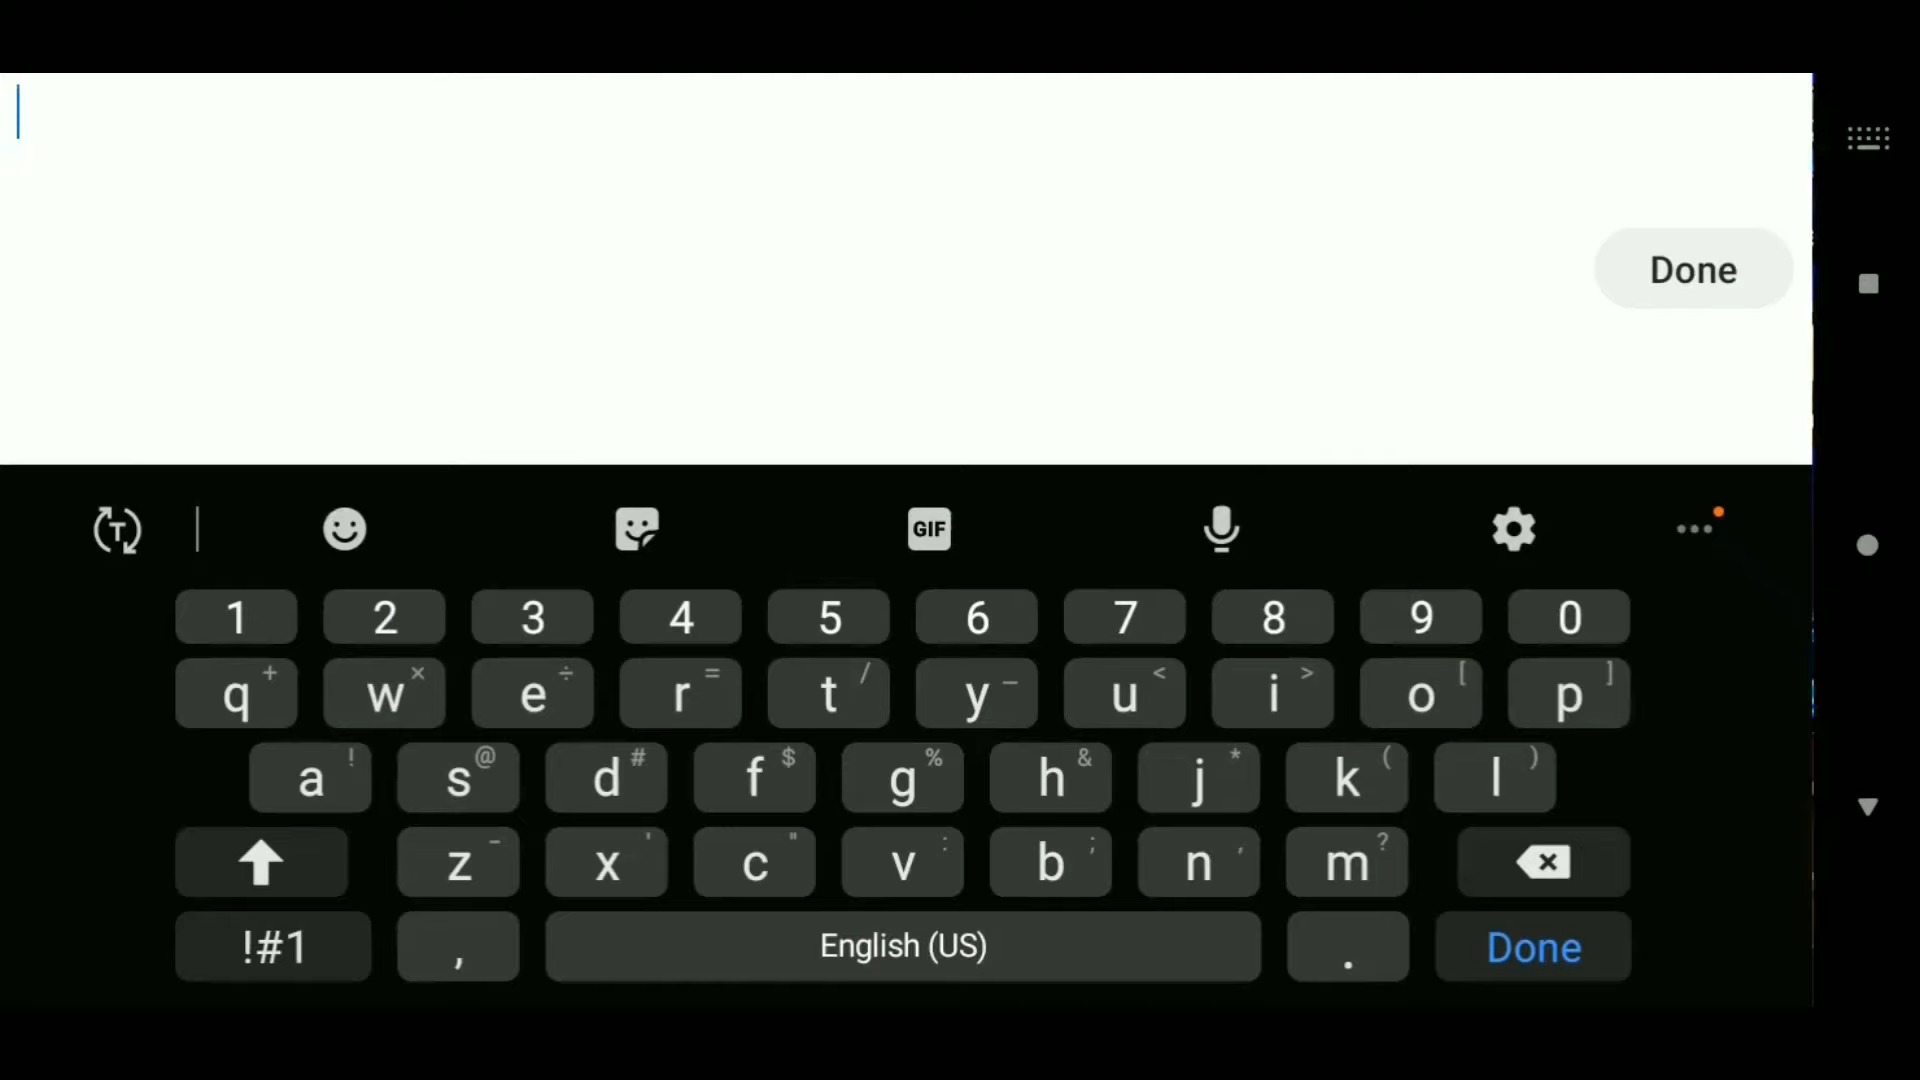 Done
T GIF
1 2 3 4 5 6 7 8 9 0
q + w × e ÷ r = t / y _ u < i > o [ p ]
a ! s @ d # f $ g % h & j * k ( l )
z - x ' c " v : b ; n , m ?
!#1 , English (US) . Done